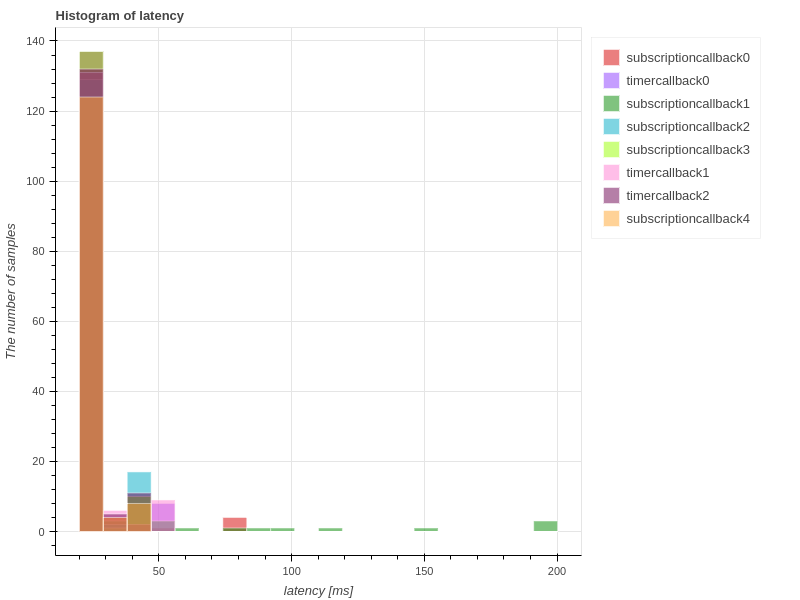 Histogram of latency
The number of samples
140
120
100
80
60
40
20
0
50
100
150
200
latency [ms]
subscriptioncallback0
timercallback0
subscriptioncallback1
subscriptioncallback2
subscriptioncallback3
timercallback1
timercallback2
subscriptioncallback4